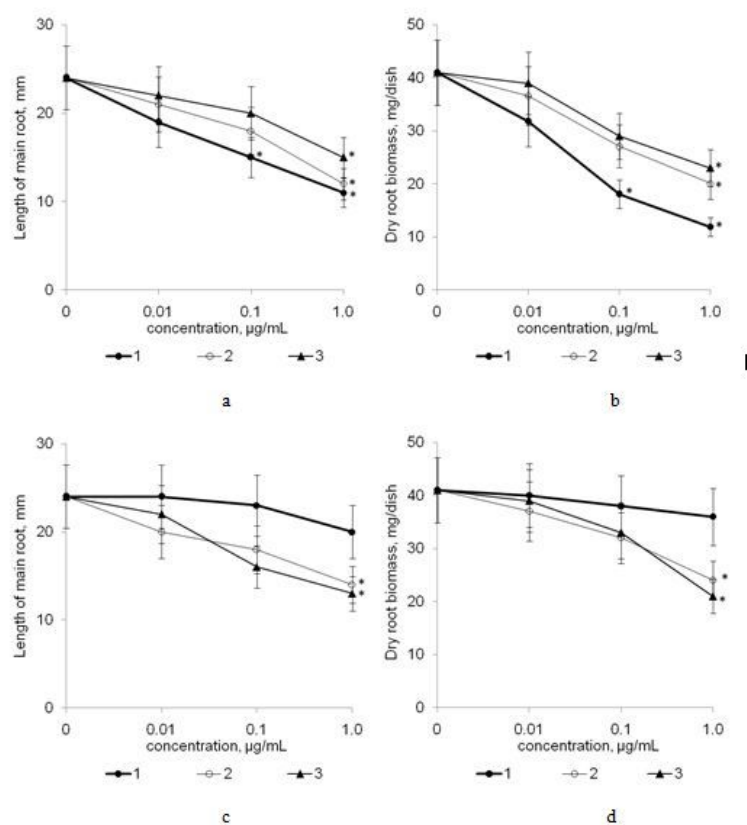 30
20
10
0
Length of main root, mm
0 0.01 0.1 1.0
concentration, µg/mL
1 2 3
* * * *
a
50
40
30
20
10
0
Dry root biomass, mg/dish
0 0.01 0.1 1.0
concentration, µg/mL
1 2 3
* * * *
b
30
20
10
0
Length of main root, mm
0 0.01 0.1 1.0
concentration, µg/mL
1 2 3
* *
c
50
40
30
20
10
0
Dry root biomass, mg/dish
0 0.01 0.1 1.0
concentration, µg/mL
1 2 3
* *
d